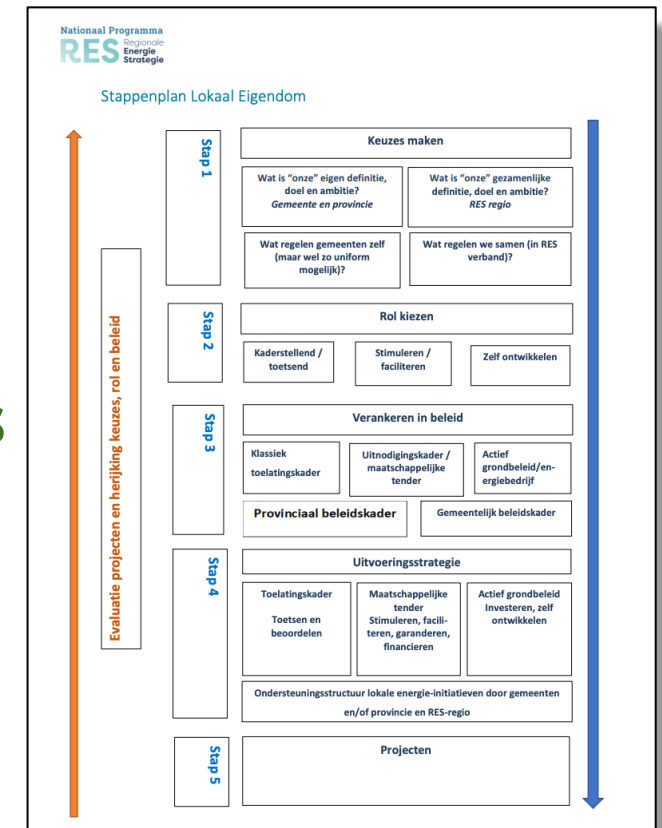 Nationaal Programma
RES Regionale
Energie
Strategie
Stappenplan Lokaal Eigendom
Evaluatie projecten en herijking keuzes, rol en beleid
Stap 1
Keuzes maken
Wat is “onze” eigen definitie,
doel en ambitie?
Gemeente en provincie
Wat is “onze” gezamenlijke
definitie, doel en ambitie?
RES regio
Wat regelen gemeenten zelf
(maar wel zo uniform
mogelijk)?
Wat regelen we samen (in RES
verband)?
Stap 2
Rol kiezen
Kaderstellend /
toetsend
Stimuleren /
faciliteren
Zelf ontwikkelen
Stap 3
Verankeren in beleid
Klassiek
toelatingskader
Uitnodigingskader /
maatschappelijke
tender
Actief
grondbeleid/en-
ergiebedrijf
Provinciaal beleidskader
Gemeentelijk beleidskader
Stap 4
Uitvoeringsstrategie
Toelatingskader
Toetsen en
beoordelen
Maatschappelijke
tender
Stimuleren, facili-
teren, garanderen,
financieren
Actief grondbeleid
Investeren, zelf
ontwikkelen
Ondersteuningsstructuur lokale energie-initiatieven door gemeenten
en/of provincie en RES-regio
Stap 5
Projecten
s